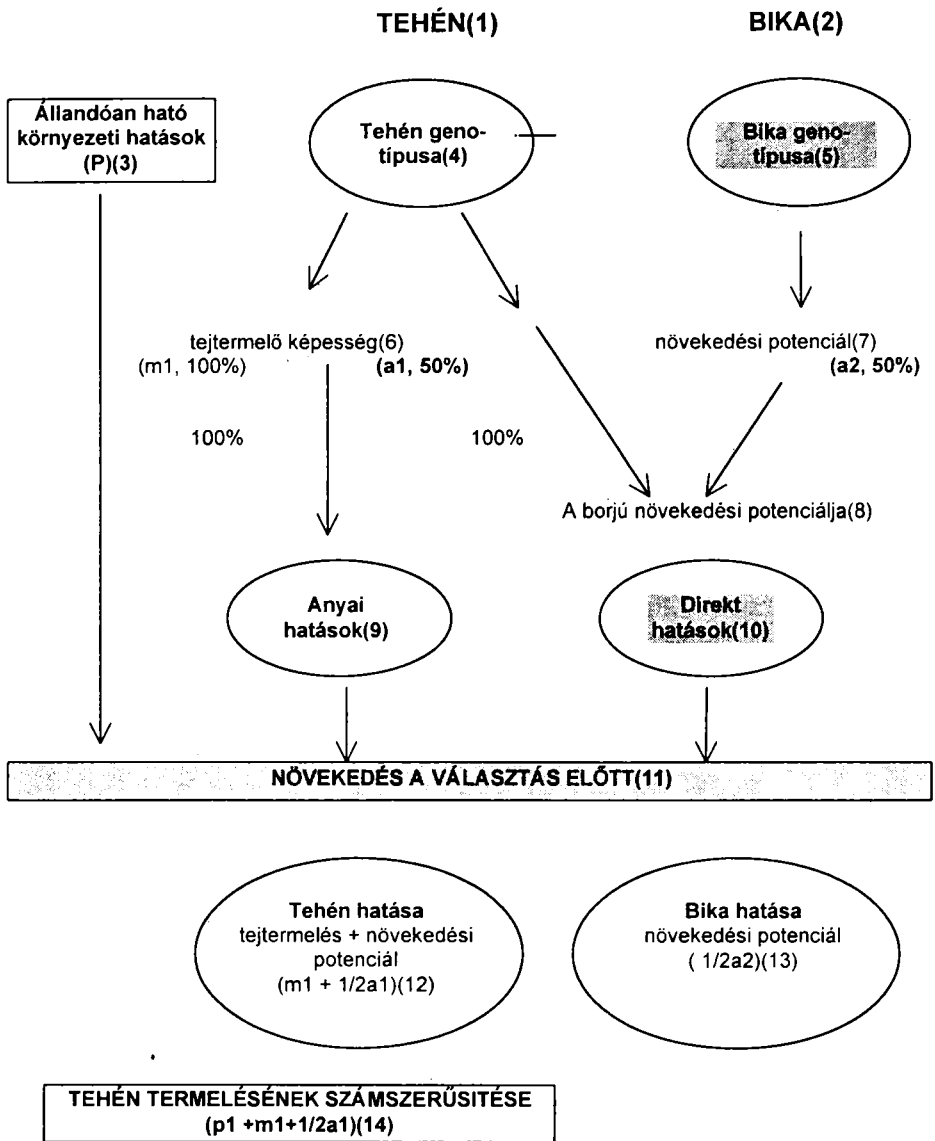 TEHÉN(1)
BIKA(2)
Állandóan ható
környezeti hatások
(P)(3)
Tehén geno-
típusa(4)
Bika geno-
típusa(5)
tejtermelő képesség(6)
(m1, 100%)
(a1, 50%)
növekedési potenciál(7)
(a2, 50%)
100%
100%
A borjú növekedési potenciálja(8)
Anyai
hatások(9)
Direkt
hatások(10)
NÖVEKEDÉS A VÁLASZTÁS ELŐTT(11)
Tehén hatása
tejtermelés + növekedési
potenciál
(m1 + 1/2a1)(12)
Bika hatása
növekedési potenciál
( 1/2a2)(13)
TEHÉN TERMELÉSÉNEK SZÁMSZERŰSITÉSE
(p1 +m1+1/2a1)(14)